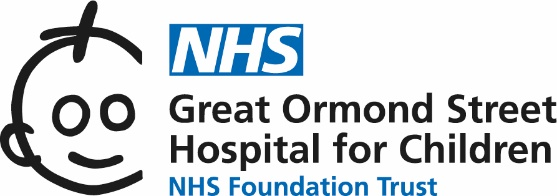 NHS
Great Ormond Street
Hospital for Children
NHS Foundation Trust